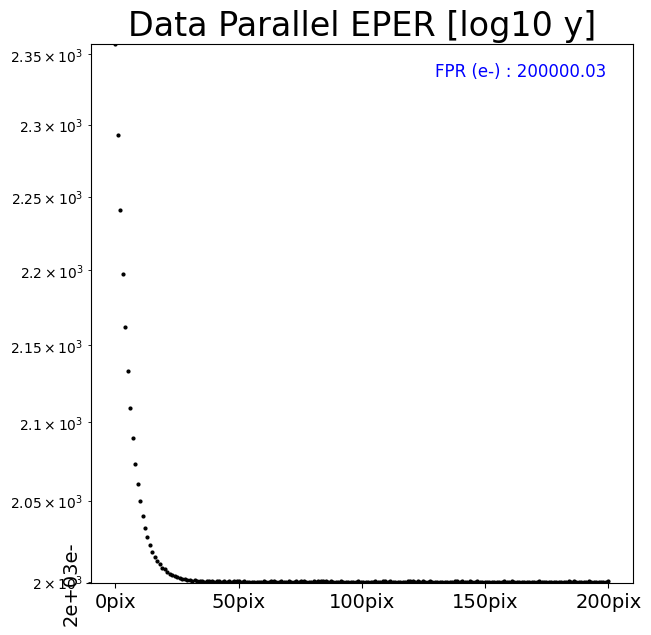 Data Parallel EPER [log10 y]
FPR (e-) : 200000.03
2.35 × 10³
2.3 × 10³
2.25 × 10³
2.2 × 10³
2.15 × 10³
2.1 × 10³
2.05 × 10³
2 × 10³
2e+03e-
0pix
50pix
100pix
150pix
200pix